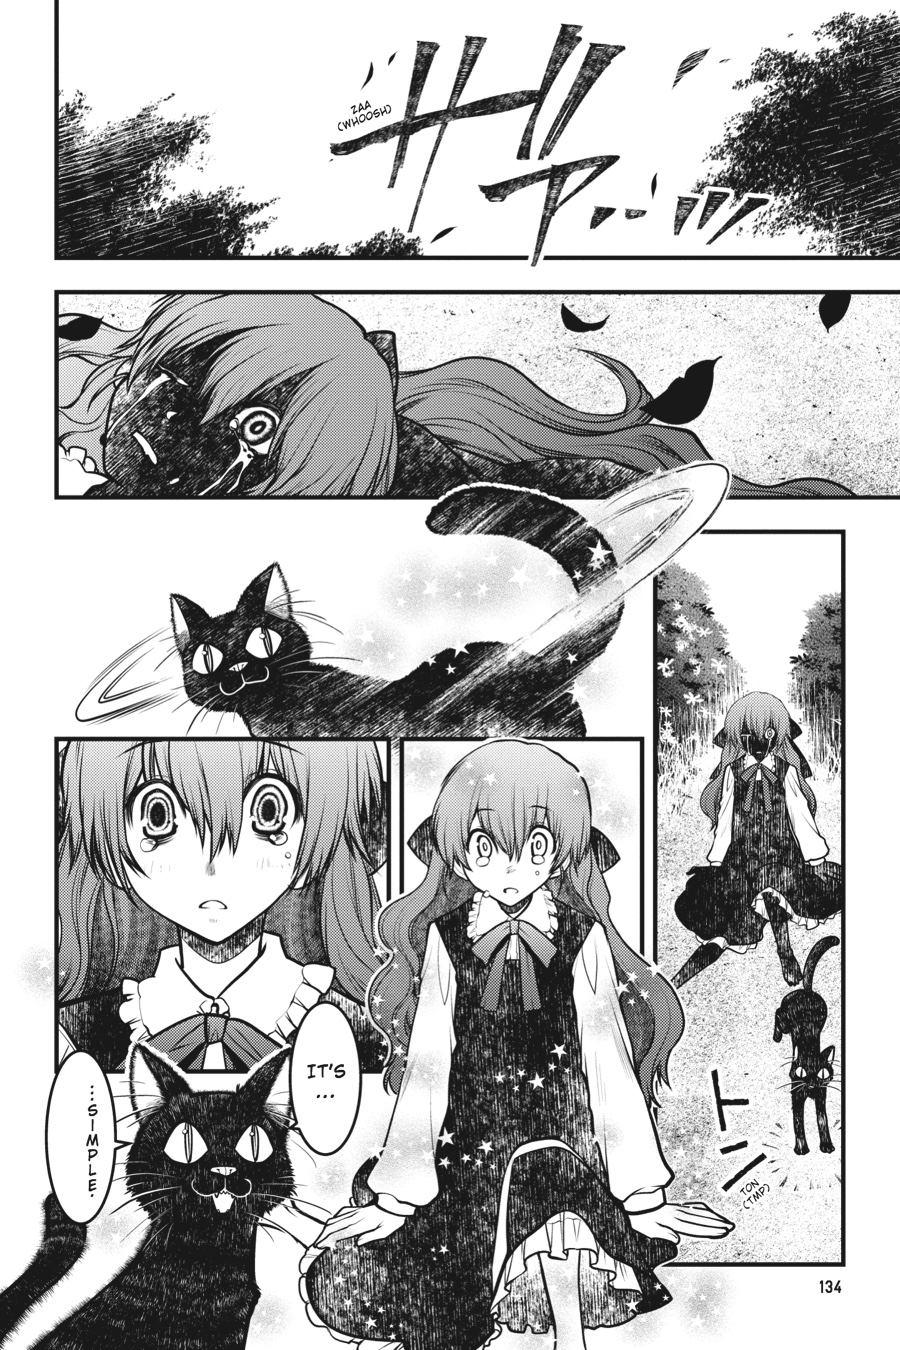 ザァ
ZAA
(WHOOSH)
トン
TON
(TMP)
IT'S
...
...SIMPLE.
134